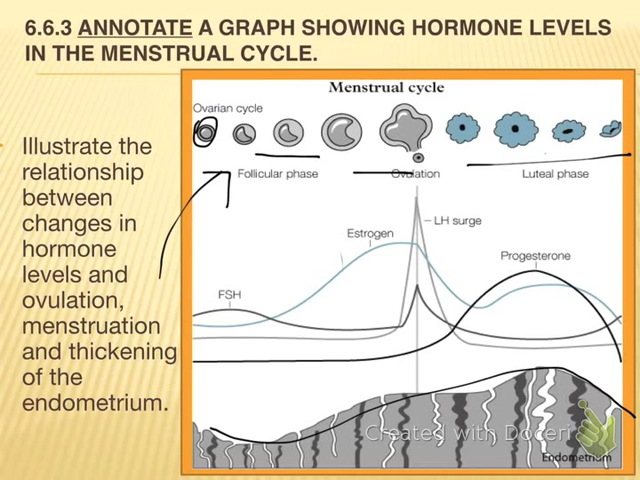 6.6.3 ANNOTATE A GRAPH SHOWING HORMONE LEVELS
IN THE MENSTRUAL CYCLE.
Illustrate the
relationship
between
changes in
hormone
levels and
ovulation,
menstruation
and thickening
of the
endometrium.
Menstrual cycle
Ovarian cycle
Follicular phase
Ovulation
Luteal phase
LH surge
Estrogen
Progesterone
FSH
Created with Doceri
Endometrium